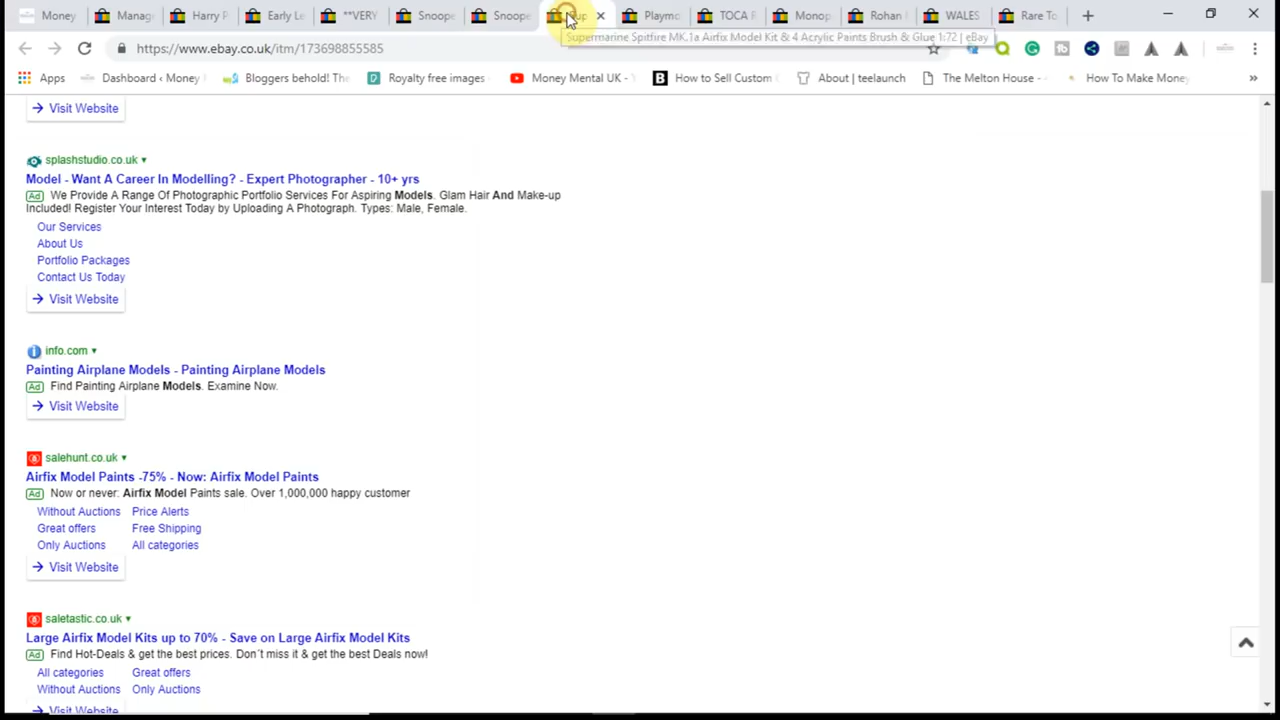 Money
Manag
Harry P
Early Le
**VERY
Snoope
Snoope
Playmo
TOCA F
Monop
Rohan
WALES
Rare To
https://www.ebay.co.uk/itm/173698855585
Supermarine Spitfire MK.1a Airfix Model Kit & 4 Acrylic Paints Brush & Glue 1:72 | eBay
Apps
Dashboard ‹ Money
Bloggers behold! The
Royalty free images
Money Mental UK -
How to Sell Custom
About | teelaunch
The Melton House -
How To Make Money
»
Visit Website
splashstudio.co.uk
Model - Want A Career In Modelling? - Expert Photographer - 10+ yrs
Ad We Provide A Range Of Photographic Portfolio Services For Aspiring Models. Glam Hair And Make-up
Included! Register Your Interest Today by Uploading A Photograph. Types: Male, Female.
Our Services
About Us
Portfolio Packages
Contact Us Today
Visit Website
info.com
Painting Airplane Models - Painting Airplane Models
Ad Find Painting Airplane Models. Examine Now.
Visit Website
salehunt.co.uk
Airfix Model Paints -75% - Now: Airfix Model Paints
Ad Now or never: Airfix Model Paints sale. Over 1,000,000 happy customer
Without Auctions Price Alerts
Great offers Free Shipping
Only Auctions All categories
Visit Website
saletastic.co.uk
Large Airfix Model Kits up to 70% - Save on Large Airfix Model Kits
Ad Find Hot-Deals & get the best prices. Don´t miss it & get the best Deals now!
All categories Great offers
Without Auctions Only Auctions
Visit Website